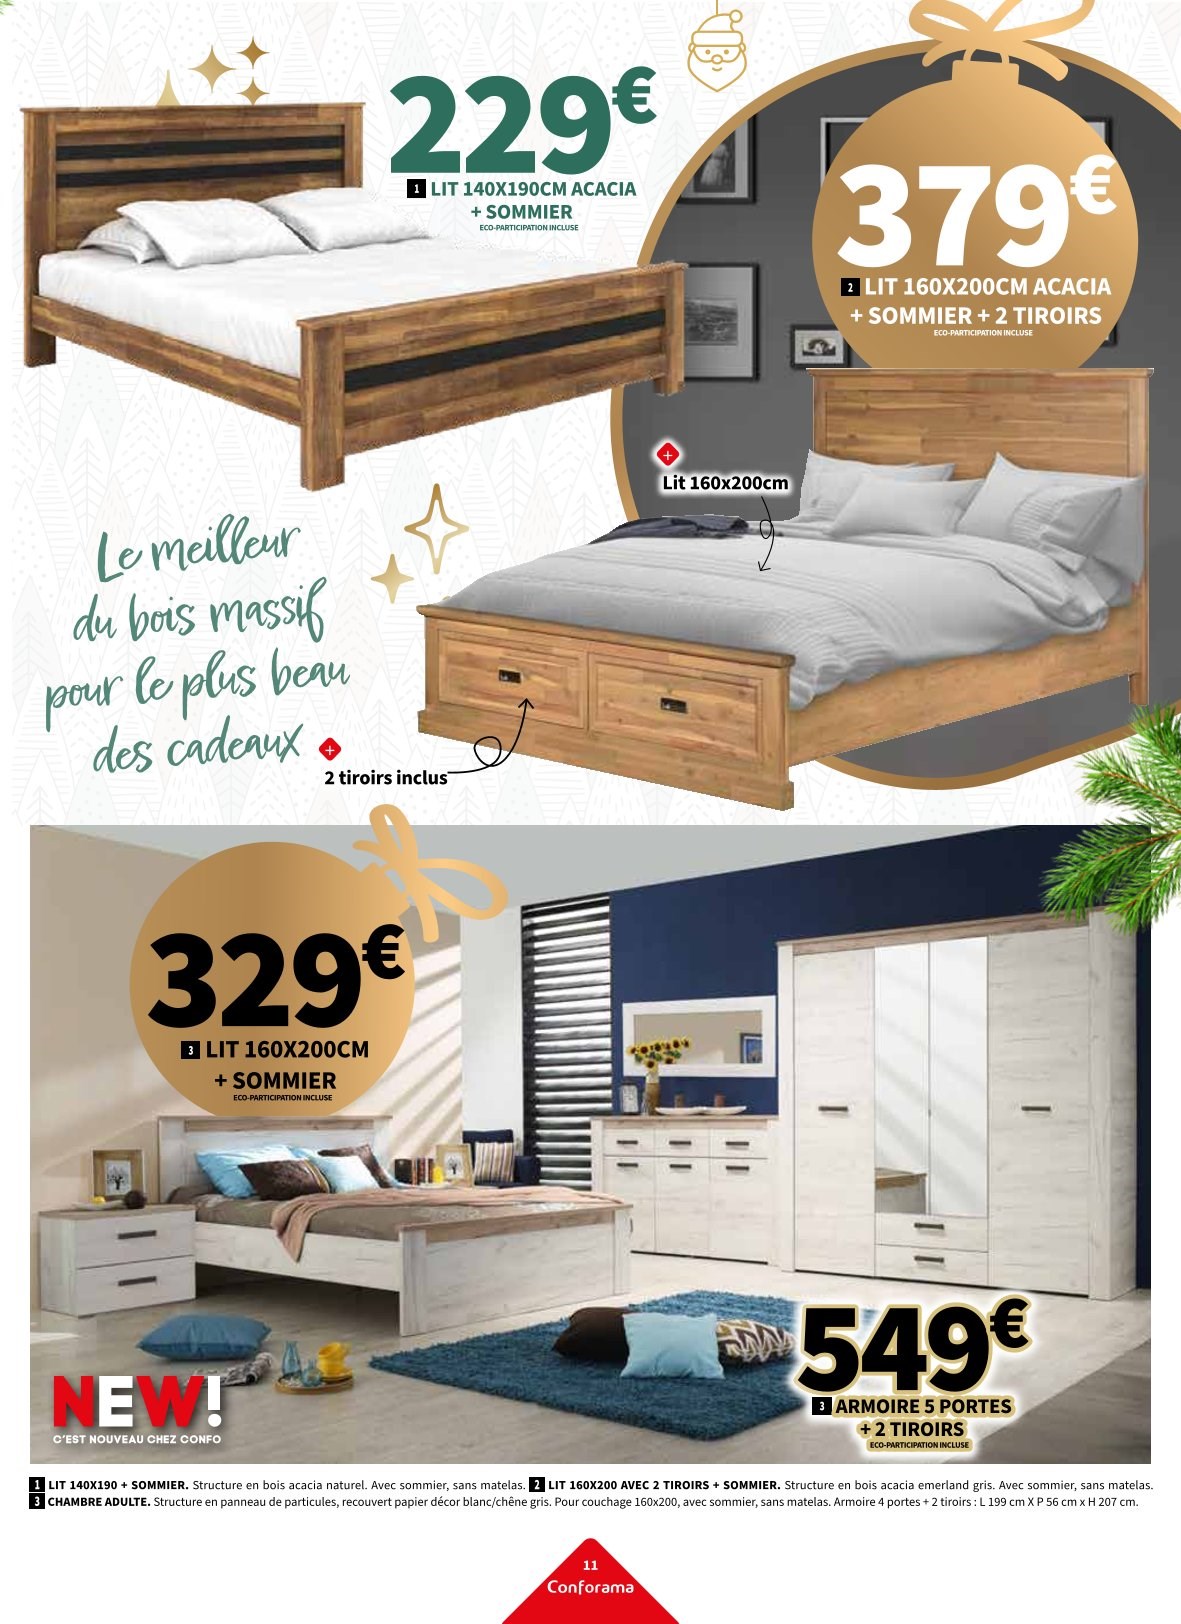 229€
1 LIT 140X190CM ACACIA
+ SOMMIER
ECO-PARTICIPATION INCLUSE
379€
2 LIT 160X200CM ACACIA
+ SOMMIER + 2 TIROIRS
ECO-PARTICIPATION INCLUSE
+
Lit 160x200cm
Le meilleur
du bois massif
pour le plus beau
des cadeaux
+
2 tiroirs inclus
329€
3 LIT 160X200CM
+ SOMMIER
ECO-PARTICIPATION INCLUSE
549€
3 ARMOIRE 5 PORTES
+ 2 TIROIRS
ECO-PARTICIPATION INCLUSE
NEW!
C'EST NOUVEAU CHEZ CONFO
1 LIT 140X190 + SOMMIER. Structure en bois acacia naturel. Avec sommier, sans matelas. 2 LIT 160X200 AVEC 2 TIROIRS + SOMMIER. Structure en bois acacia emerland gris. Avec sommier, sans matelas.
3 CHAMBRE ADULTE. Structure en panneau de particules, recouvert papier décor blanc/chêne gris. Pour couchage 160x200, avec sommier, sans matelas. Armoire 4 portes + 2 tiroirs : L 199 cm X P 56 cm x H 207 cm.
11
Conforama